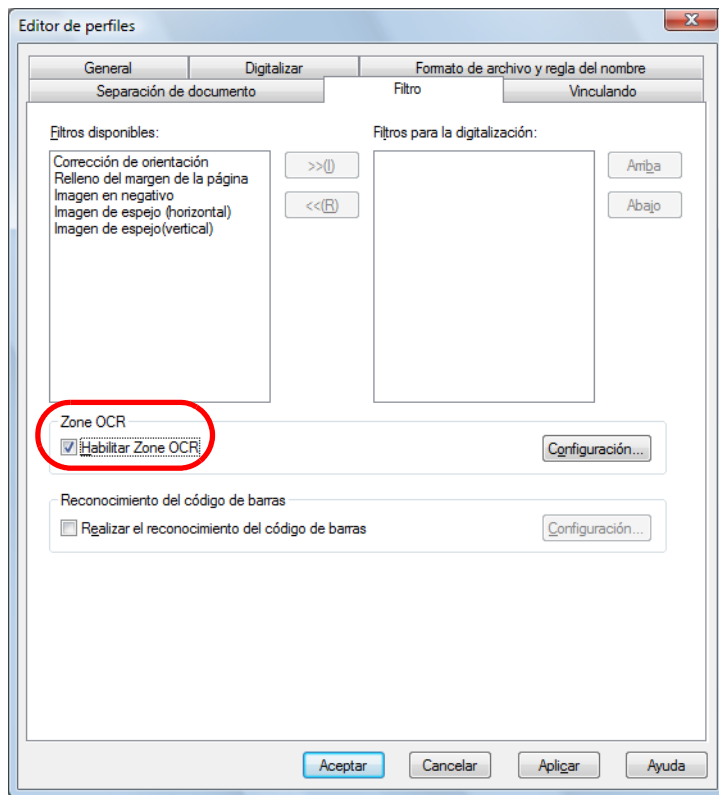 Editor de perfiles
General Digitalizar Formato de archivo y regla del nombre
Separación de documento Filtro Vinculando
Filtros disponibles: Filtros para la digitalización:
Corrección de orientación
Relleno del margen de la página
Imagen en negativo
Imagen de espejo (horizontal)
Imagen de espejo(vertical)
>>(I)
<<(R)
Arriba
Abajo
Zone OCR
Habilitar Zone OCR Configuración...
Reconocimiento del código de barras
Realizar el reconocimiento del código de barras Configuración...
Aceptar Cancelar Aplicar Ayuda